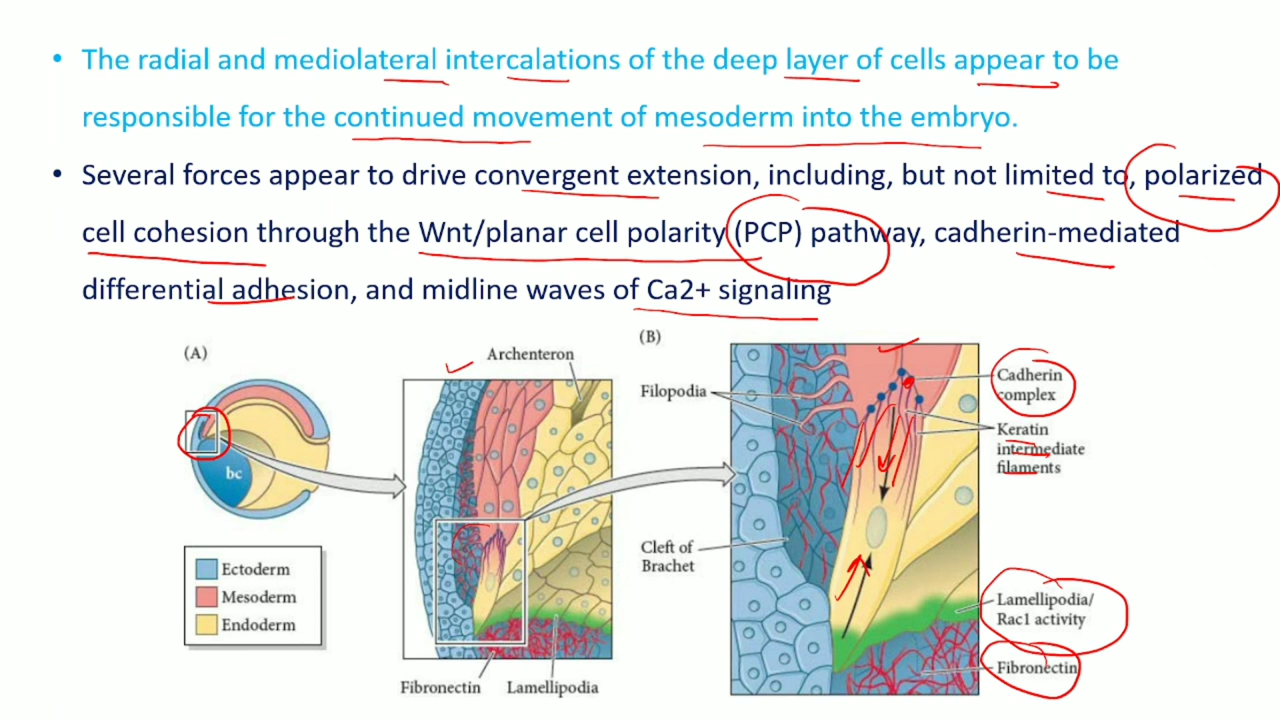 • The radial and mediolateral intercalations of the deep layer of cells appear to be
responsible for the continued movement of mesoderm into the embryo.
• Several forces appear to drive convergent extension, including, but not limited to, polarized
cell cohesion through the Wnt/planar cell polarity (PCP) pathway, cadherin-mediated
differential adhesion, and midline waves of Ca2+ signaling
(A)
bc
Ectoderm
Mesoderm
Endoderm
Archenteron
Fibronectin
Lamellipodia
(B)
Filopodia
Cleft of
Brachet
Cadherin
complex
Keratin
intermediate
filaments
Lamellipodia/
Rac1 activity
Fibronectin